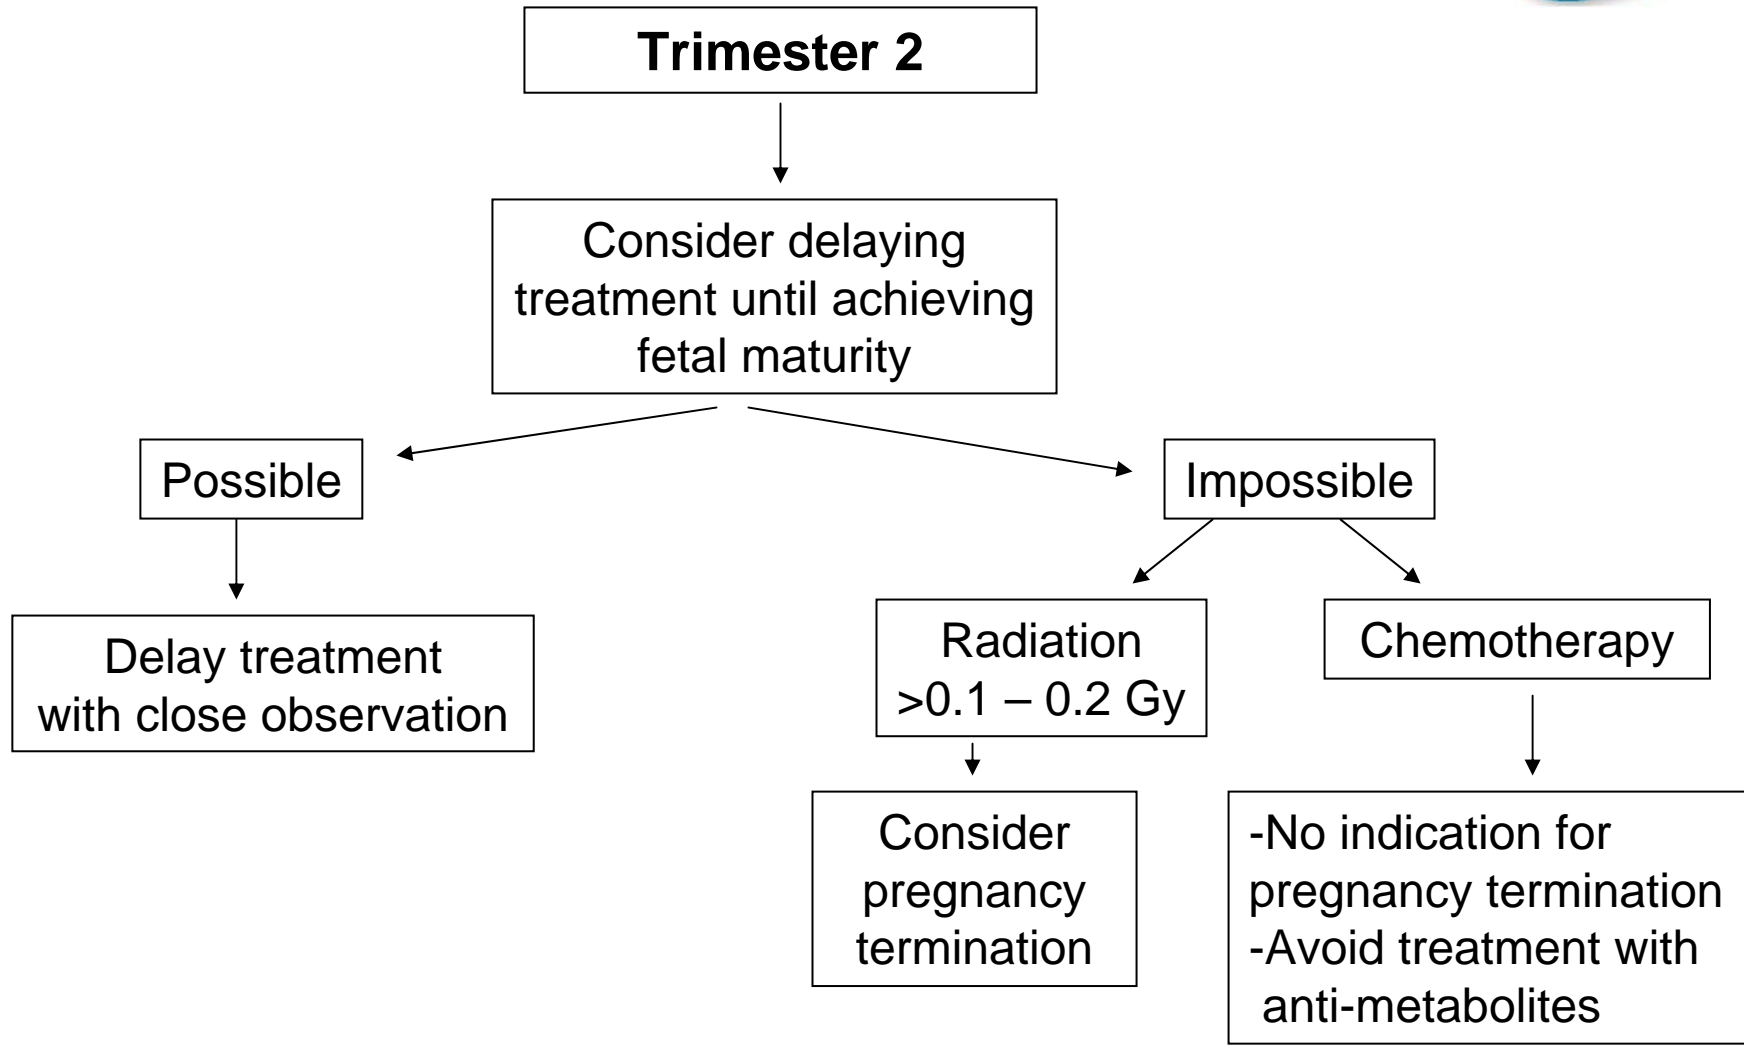 Trimester 2
Consider delaying
treatment until achieving
fetal maturity
Possible
Impossible
Delay treatment
with close observation
Radiation
>0.1 – 0.2 Gy
Chemotherapy
Consider
pregnancy
termination
-No indication for
pregnancy termination
-Avoid treatment with
anti-metabolites